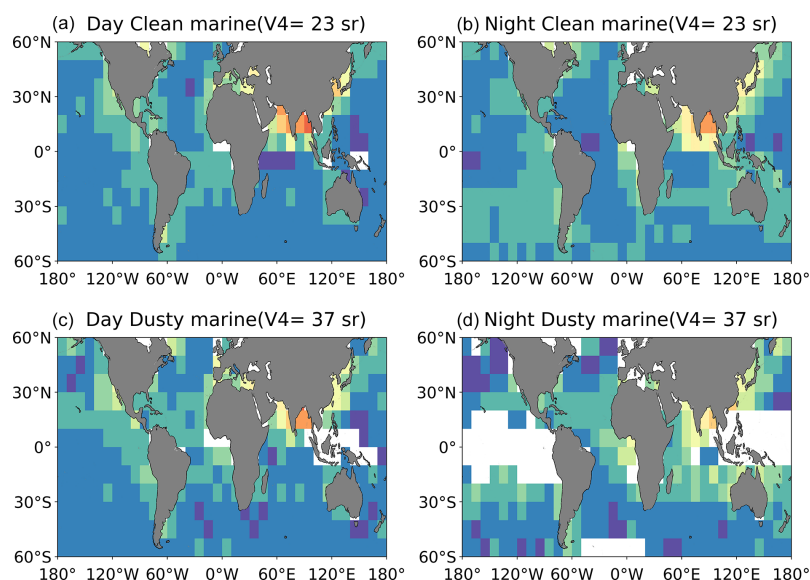 (a) Day Clean marine(V4= 23 sr)
(b) Night Clean marine(V4= 23 sr)
60°N
30°N
0°
30°S
60°S
180° 120°W 60°W 0°W 60°E 120°E 180°
60°N
30°N
0°
30°S
60°S
180° 120°W 60°W 0°W 60°E 120°E 180°
(c) Day Dusty marine(V4= 37 sr)
(d) Night Dusty marine(V4= 37 sr)
60°N
30°N
0°
30°S
60°S
180° 120°W 60°W 0°W 60°E 120°E 180°
60°N
30°N
0°
30°S
60°S
180° 120°W 60°W 0°W 60°E 120°E 180°